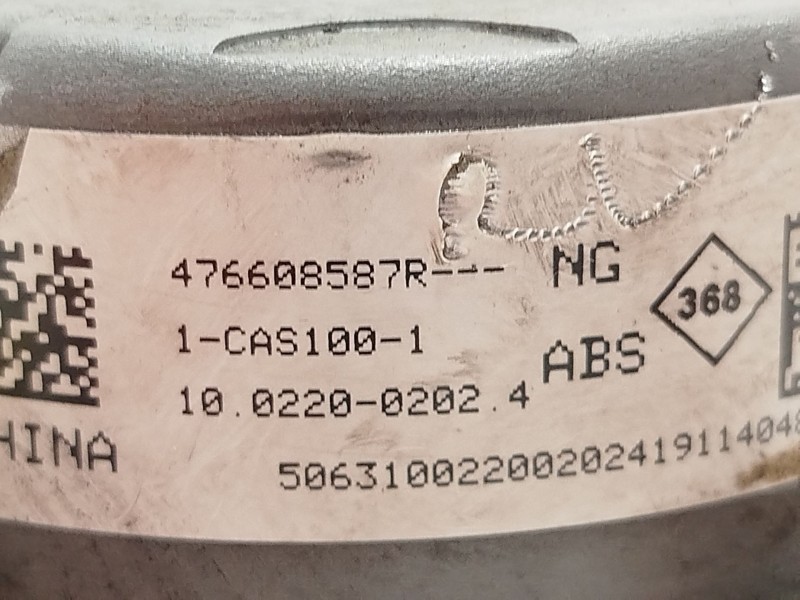 476608587R--- NG
368
1-CAS100-1
ABS
10.0220-0202.4
HINA
50631002200202419114048